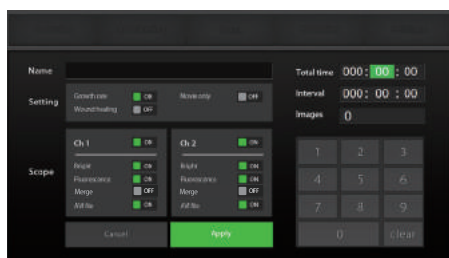 Name
Total time 000 : 00 : 00
Setting
Growth rate ON
Movie only OFF
Wound healing OFF
Interval 000 : 00 : 00
Images 0
Scope
Ch 1 ON
Bright ON
Fluorescence ON
Merge OFF
AVI file ON
Ch 2 ON
Bright ON
Fluorescence ON
Merge OFF
AVI file ON
1 2 3
4 5 6
7 8 9
0 clear
Cancel
Apply